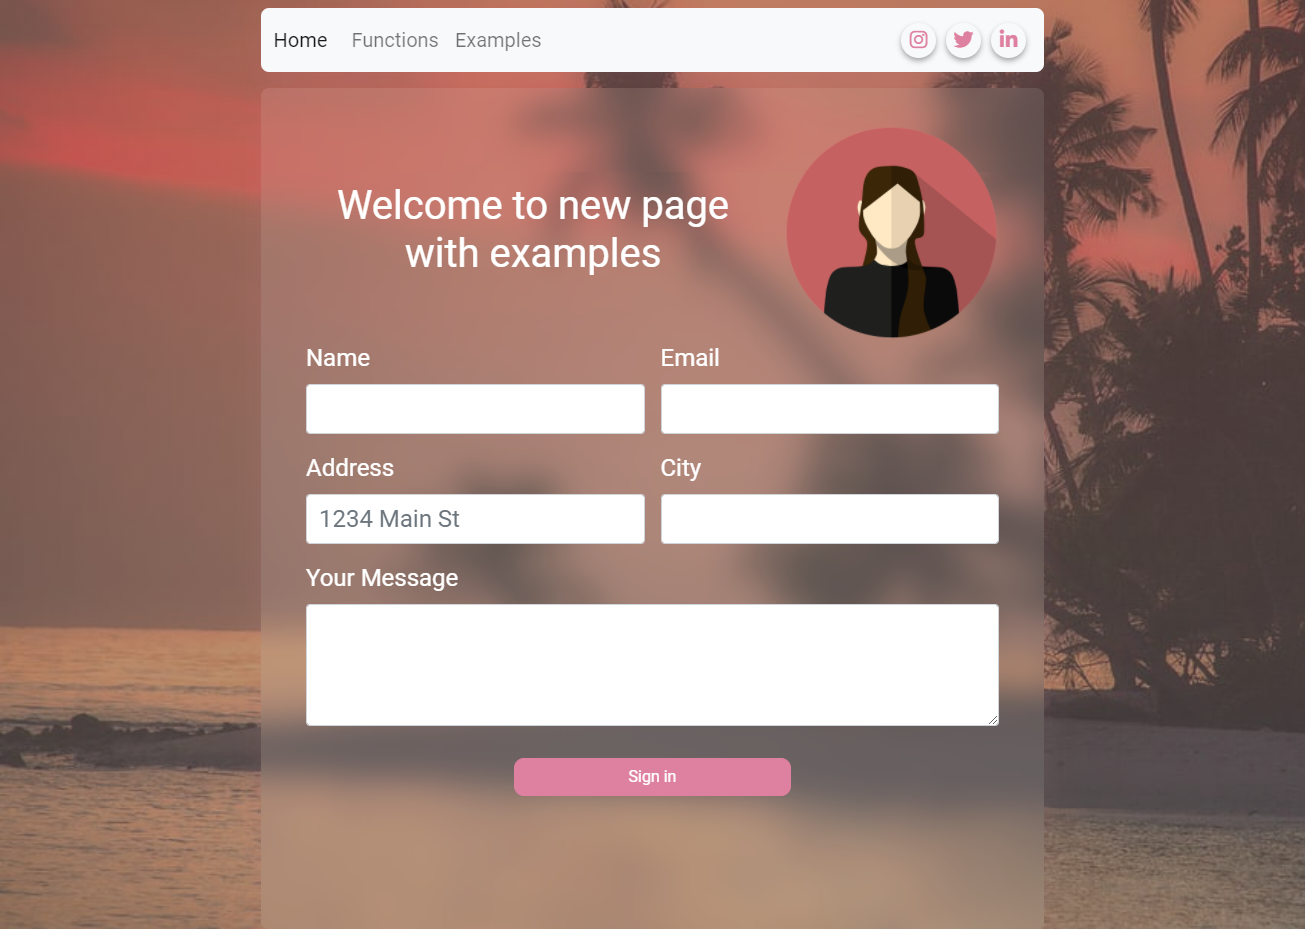 Home Functions Examples
Welcome to new page
with examples
Name Email
Address City
1234 Main St
Your Message
Sign in